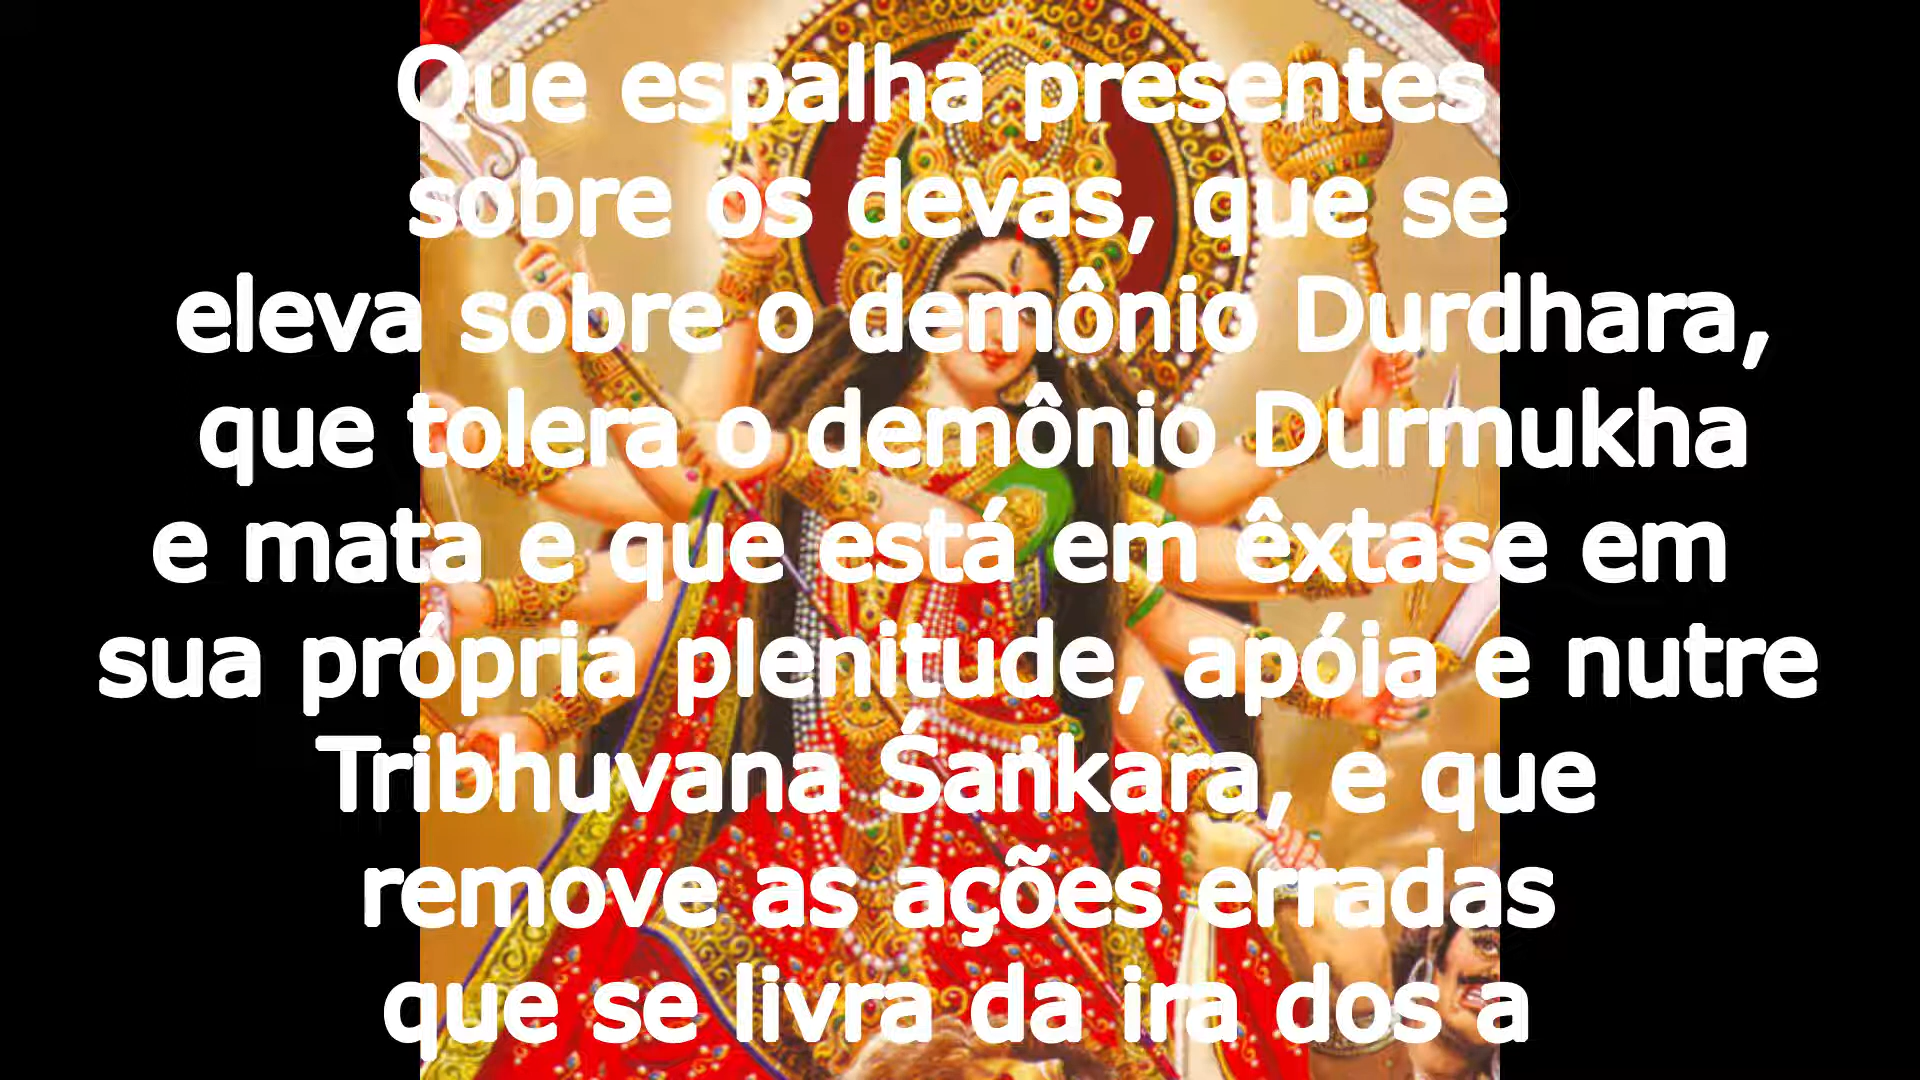 Que espalha presentes
sobre os devas, que se
eleva sobre o demônio Durdhara,
que tolera o demônio Durmukha
e mata e que está em êxtase em
sua própria plenitude, apóia e nutre
Tribhuvana Śaṅkara, e que
remove as ações erradas
que se livra da ira dos a